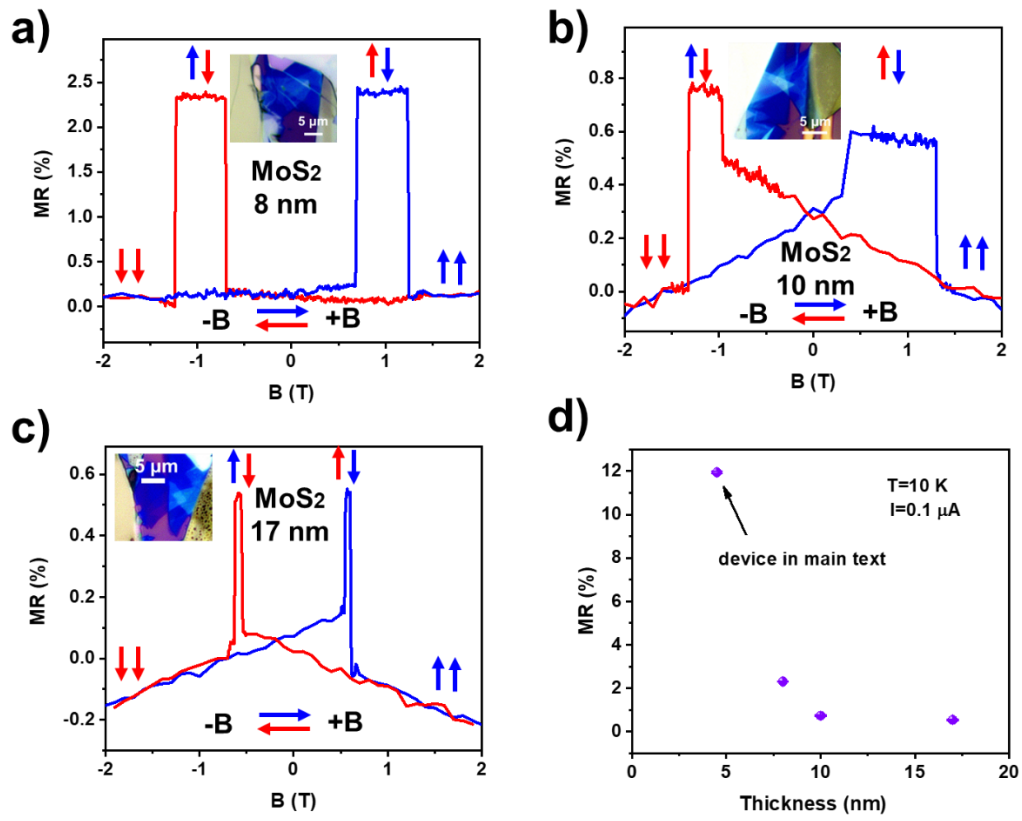 a)
MR (%)
2.5
2.0
1.5
1.0
0.5
0.0
5 µm
MoS2
8 nm
-B
+B
-2
-1
0
1
2
B (T)
b)
MR (%)
0.8
0.6
0.4
0.2
0.0
5 µm
MoS2
10 nm
-B
+B
-2
-1
0
1
2
B (T)
c)
MR (%)
0.6
0.4
0.2
0.0
-0.2
5 µm
MoS2
17 nm
-B
+B
-2
-1
0
1
2
B (T)
d)
MR (%)
12
10
8
6
4
2
0
T=10 K
I=0.1 µA
device in main text
0
5
10
15
20
Thickness (nm)